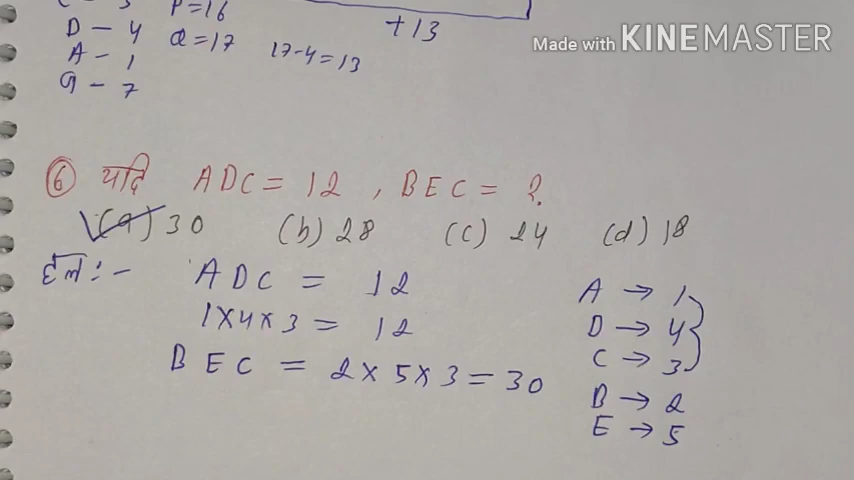 P=16
D - 4 Q=17 +13
A - 1 17-4=13
G - 7
Made with KINEMASTER
⑥ यदि ADC = 12 , BEC = ?
(a) 30 (b) 28 (c) 24 (d) 18
हल :- ADC = 12
1×4×3 = 12
BEC = 2×5×3=30
A → 1
D → 4
C → 3
B → 2
E → 5